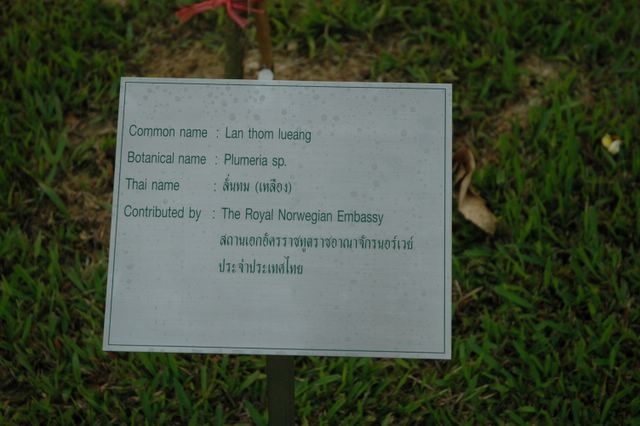 Common name : Lan thom lueang
Botanical name : Plumeria sp.
Thai name : ลั่นทม (เหลือง)
Contributed by : The Royal Norwegian Embassy
สถานเอกอัครราชทูตราชอาณาจักรนอร์เวย์
ประจำประเทศไทย